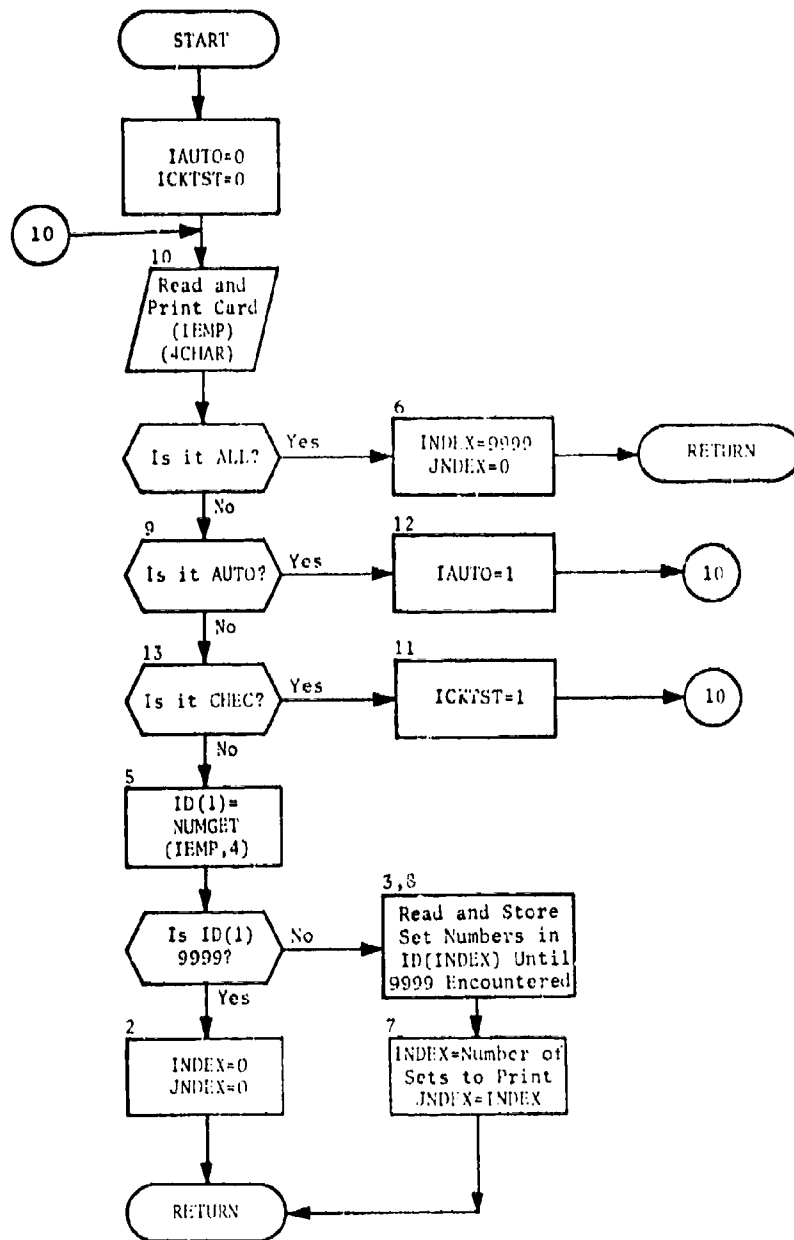 START
IAUTO=0
ICKTST=0
10
10
Read and
Print Card
(IEMP)
(4CHAR)
Is it ALL?
Yes
No
6
INDEX=9999
JNDEX=0
RETURN
9
Is it AUTO?
Yes
No
12
IAUTO=1
10
13
Is it CHEC?
Yes
No
11
ICKTST=1
10
5
ID(1)=
NUMGET
(IEMP,4)
Is ID(1)
9999?
No
Yes
3,8
Read and Store
Set Numbers in
ID(INDEX) Until
9999 Encountered
2
INDEX=0
JNDEX=0
7
INDEX=Number of
Sets to Print
JNDEX=INDEX
RETURN